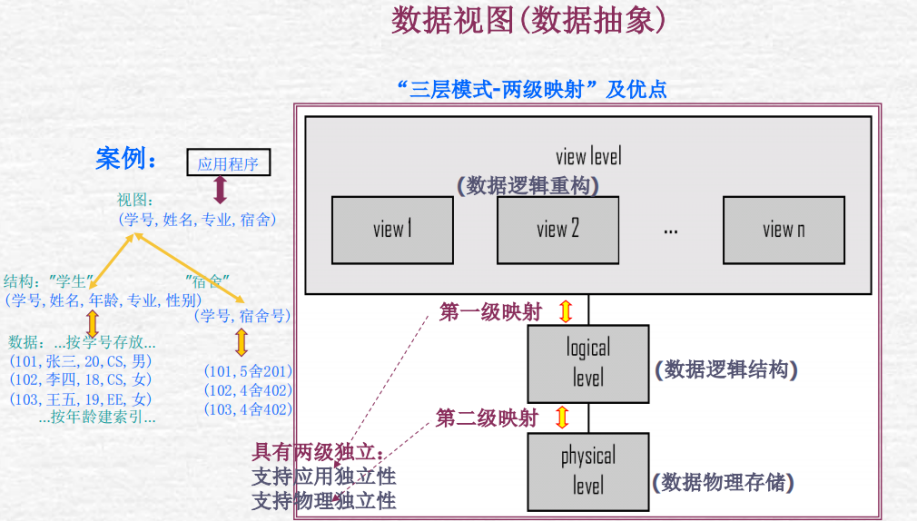 数据视图(数据抽象)
“三层模式-两级映射”及优点
案例：
应用程序
视图：
(学号,姓名,专业,宿舍)
结构："学生"
"宿舍"
(学号,姓名,年龄,专业,性别)
(学号,宿舍号)
数据：...按学号存放...
(101,张三,20,CS,男)
(102,李四,18,CS,女)
(103,王五,19,EE,女)
...按年龄建索引...
(101,5舍201)
(102,4舍402)
(103,4舍402)
具有两级独立：
支持应用独立性
支持物理独立性
view level
(数据逻辑重构)
view 1
view 2
...
view n
第一级映射
logical
level
(数据逻辑结构)
第二级映射
physical
level
(数据物理存储)